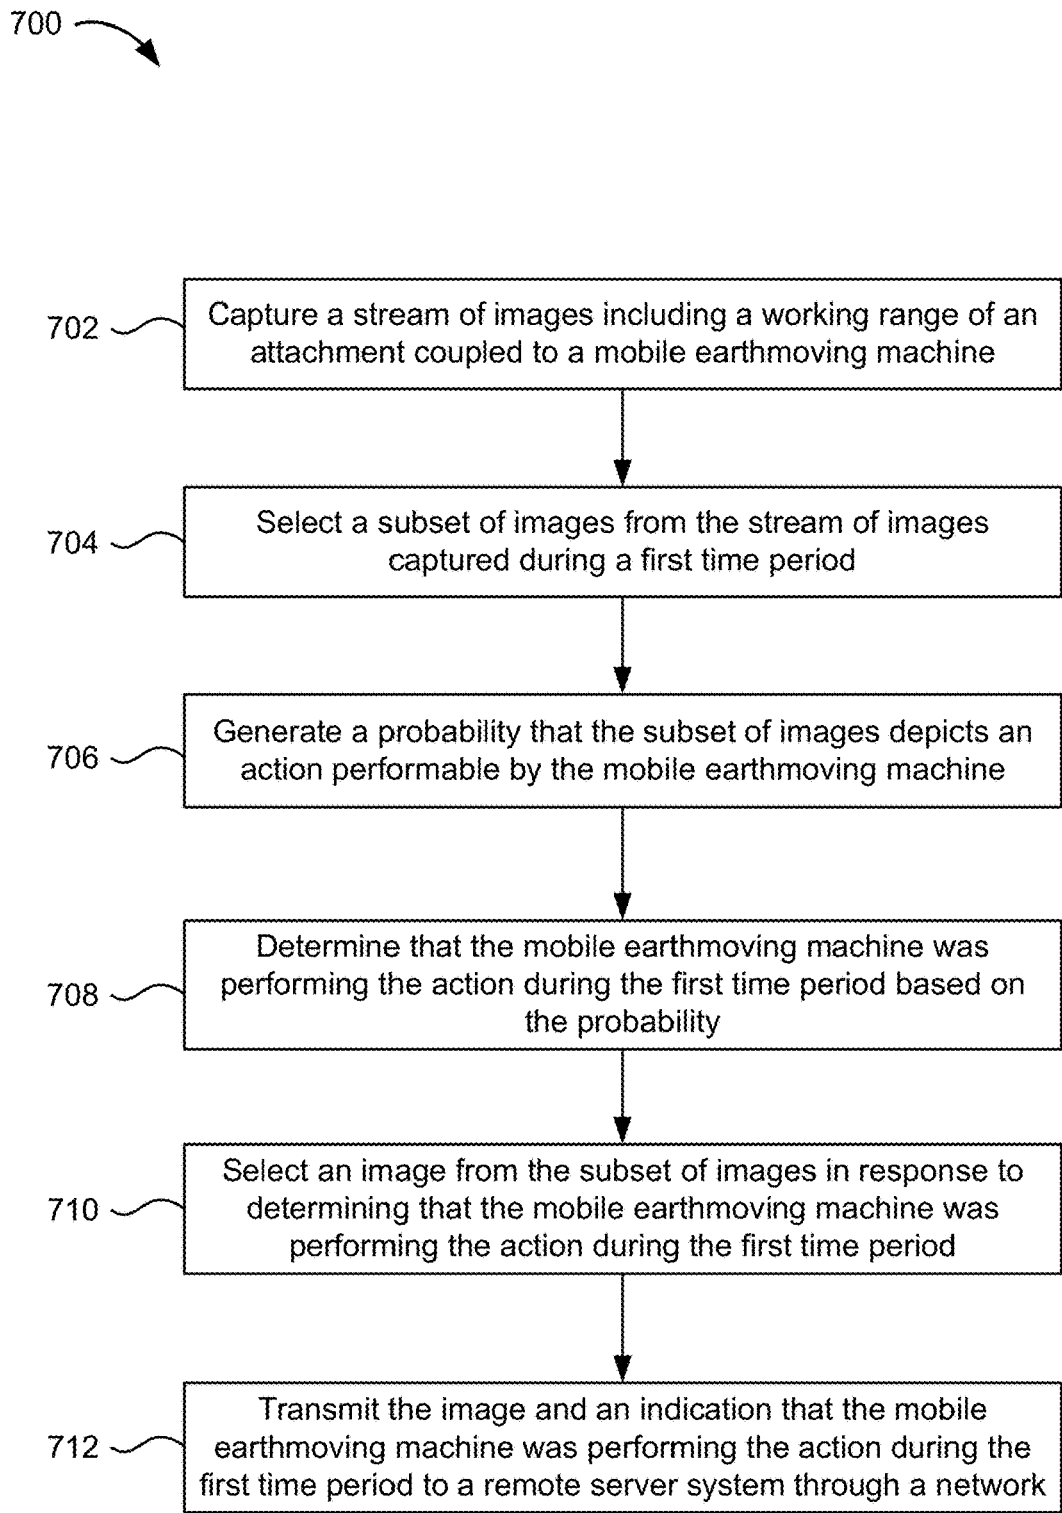 700
702
Capture a stream of images including a working range of an
attachment coupled to a mobile earthmoving machine
704
Select a subset of images from the stream of images
captured during a first time period
706
Generate a probability that the subset of images depicts an
action performable by the mobile earthmoving machine
708
Determine that the mobile earthmoving machine was
performing the action during the first time period based on
the probability
710
Select an image from the subset of images in response to
determining that the mobile earthmoving machine was
performing the action during the first time period
712
Transmit the image and an indication that the mobile
earthmoving machine was performing the action during the
first time period to a remote server system through a network